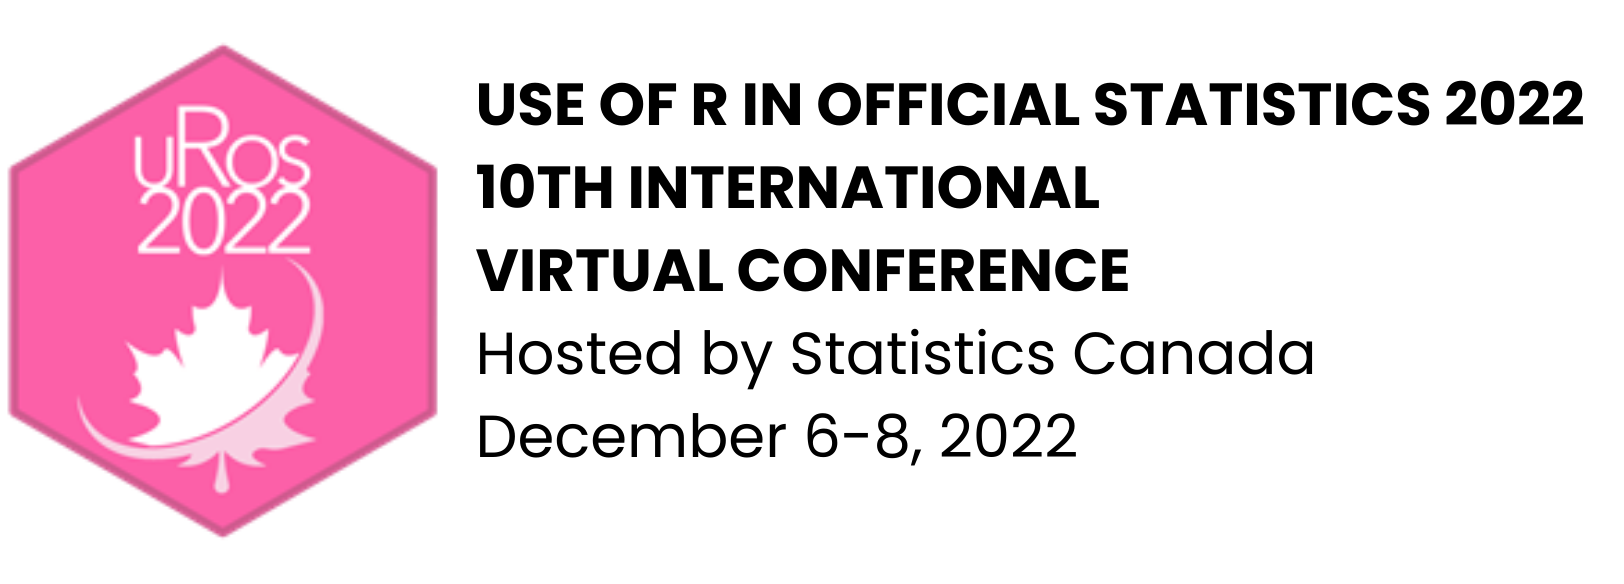 uRos
2022
USE OF R IN OFFICIAL STATISTICS 2022
10TH INTERNATIONAL
VIRTUAL CONFERENCE
Hosted by Statistics Canada
December 6-8, 2022